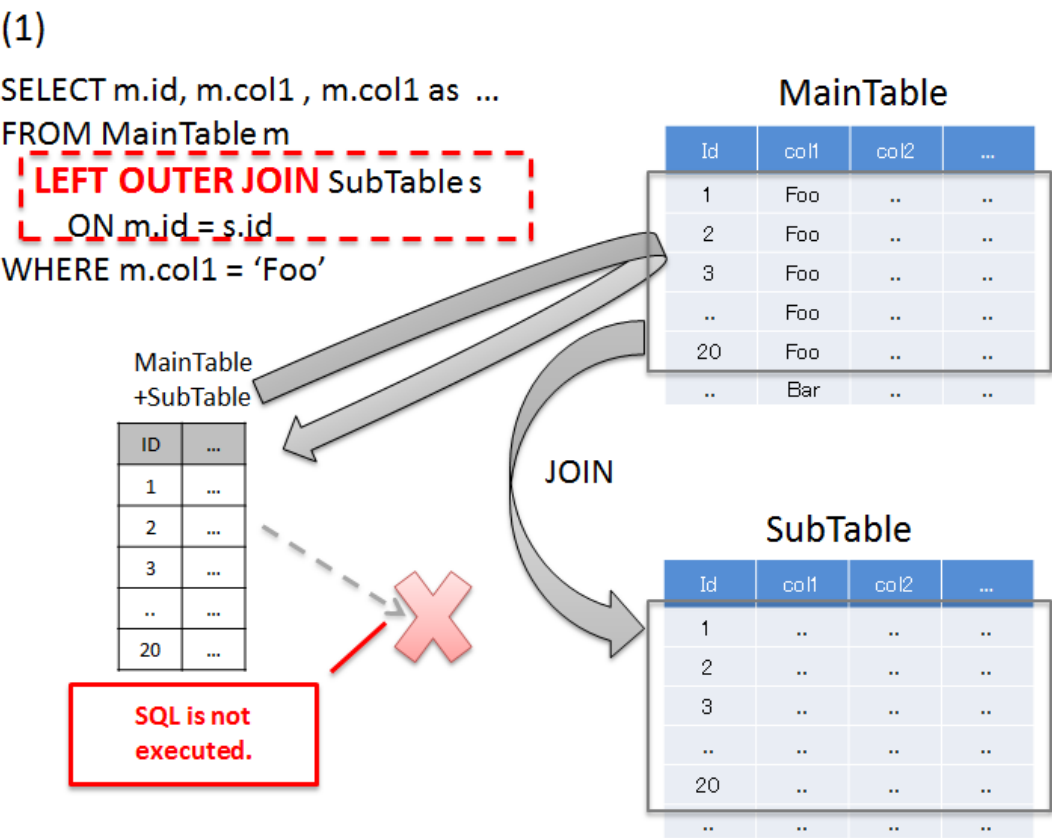 (1)
SELECT m.id, m.col1 , m.col1 as ...
FROM MainTable m
LEFT OUTER JOIN SubTable s
ON m.id = s.id
WHERE m.col1 = ‘Foo’
MainTable
Id col1 col2 ...
1 Foo .. ..
2 Foo .. ..
3 Foo .. ..
.. Foo .. ..
20 Foo .. ..
.. Bar .. ..
MainTable
+SubTable
ID ...
1 ...
2 ...
3 ...
.. ...
20 ...
JOIN
SQL is not
executed.
SubTable
Id col1 col2 ...
1 .. .. ..
2 .. .. ..
3 .. .. ..
.. .. .. ..
20 .. .. ..
.. .. .. ..